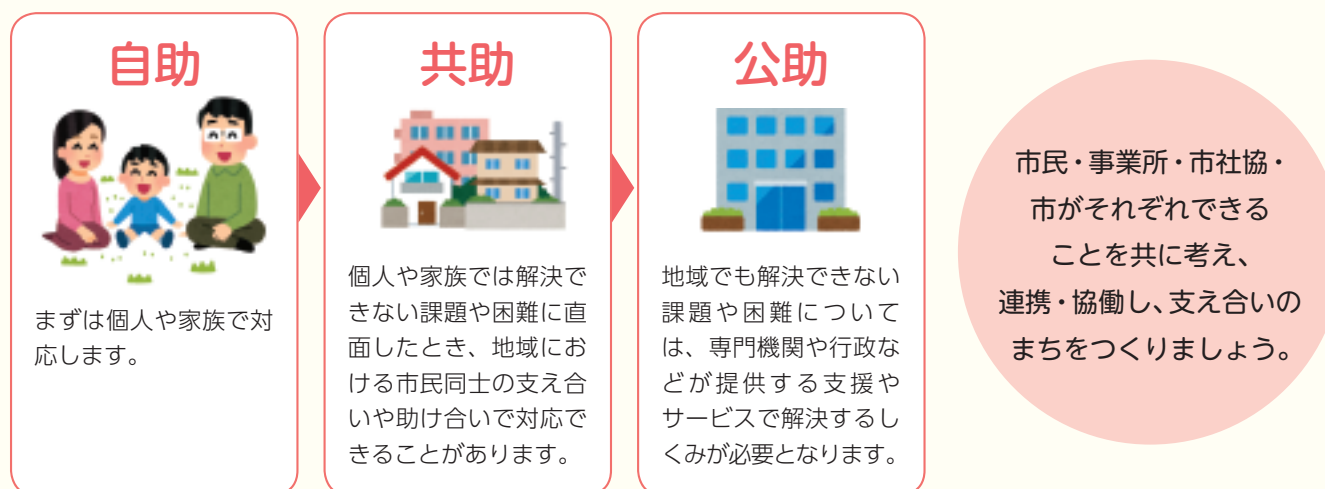 自助
まずは個人や家族で対
応します。
共助
個人や家族では解決で
きない課題や困難に直
面したとき、地域にお
ける市民同士の支え合
いや助け合いで対応で
きることがあります。
公助
地域でも解決できない
課題や困難について
は、専門機関や行政な
どが提供する支援や
サービスで解決するし
くみが必要となります。
市民・事業所・市社協・
市がそれぞれできる
ことを共に考え、
連携・協働し、支え合いの
まちをつくりましょう。